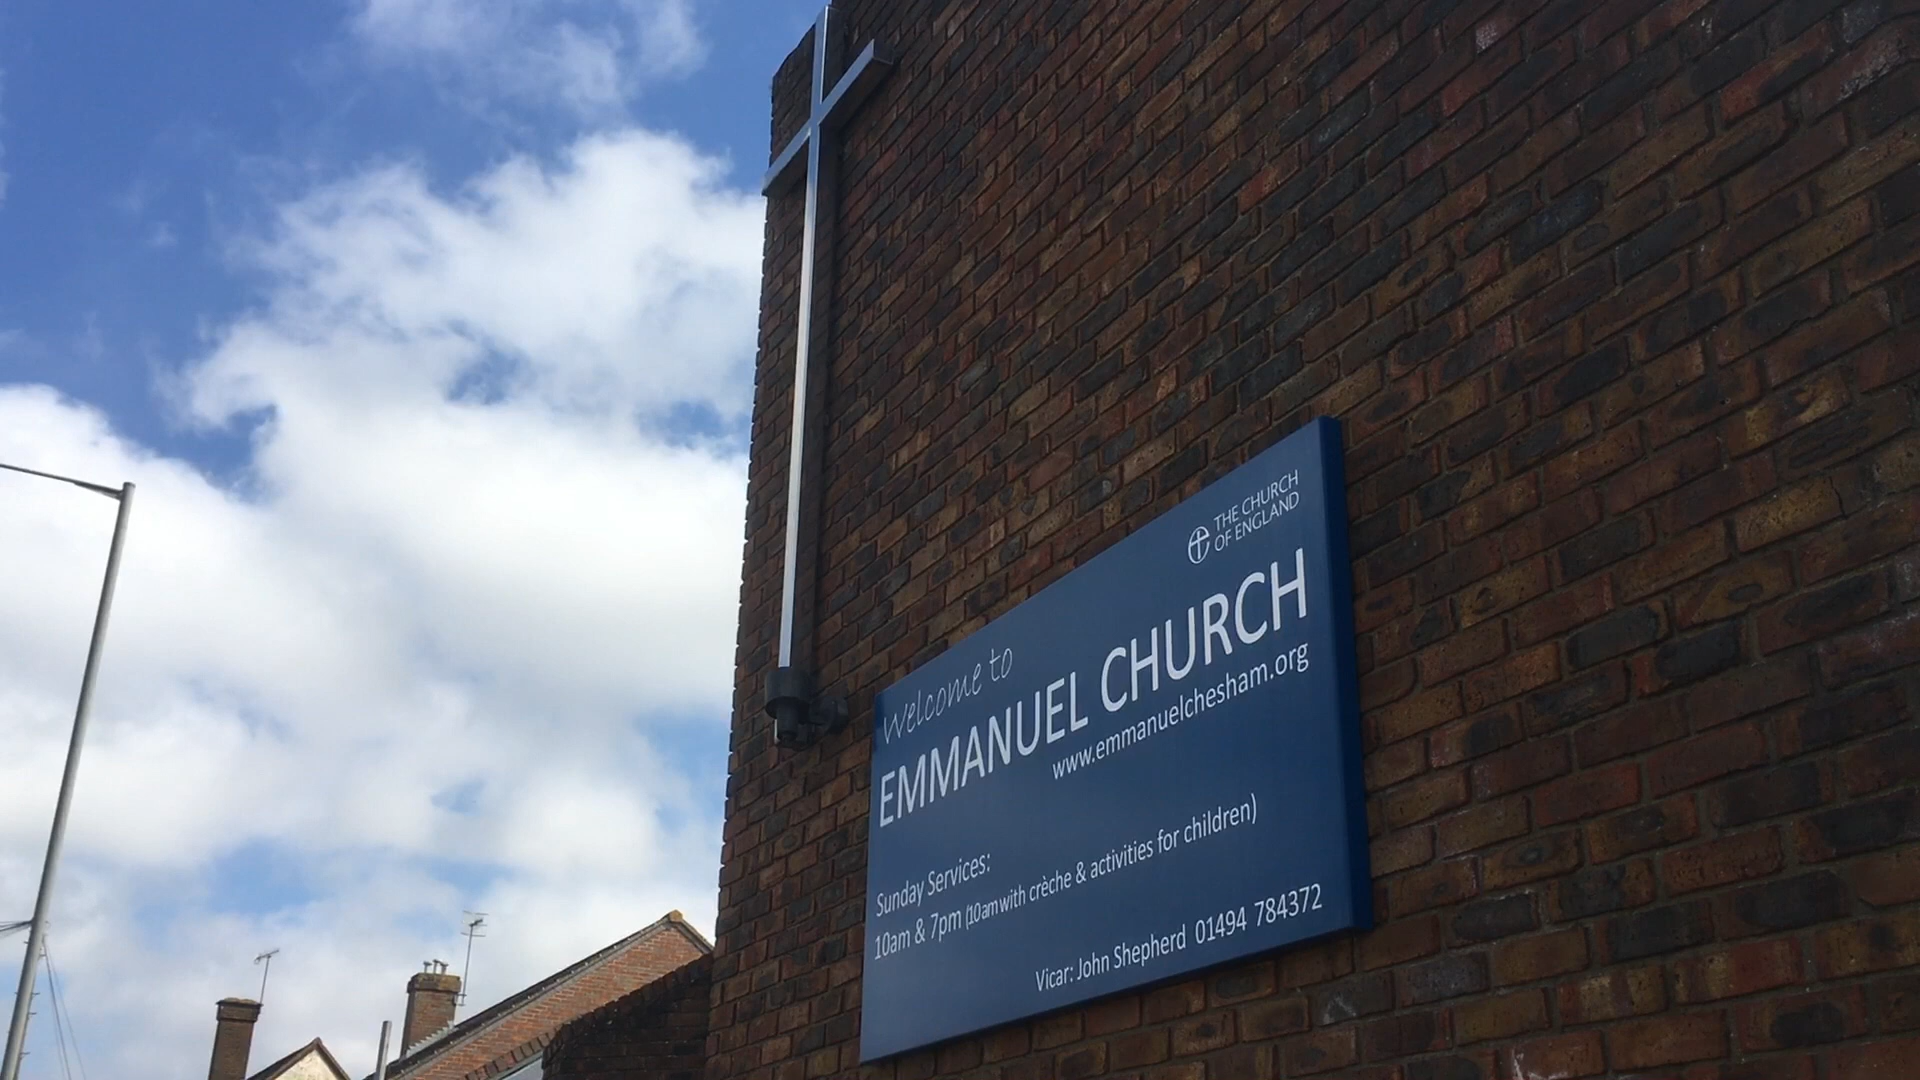 THE CHURCH
OF ENGLAND
Welcome to
EMMANUEL CHURCH
www.emmanuelchesham.org
Sunday Services:
10am & 7pm (10am with crèche & activities for children)
Vicar: John Shepherd 01494 784372